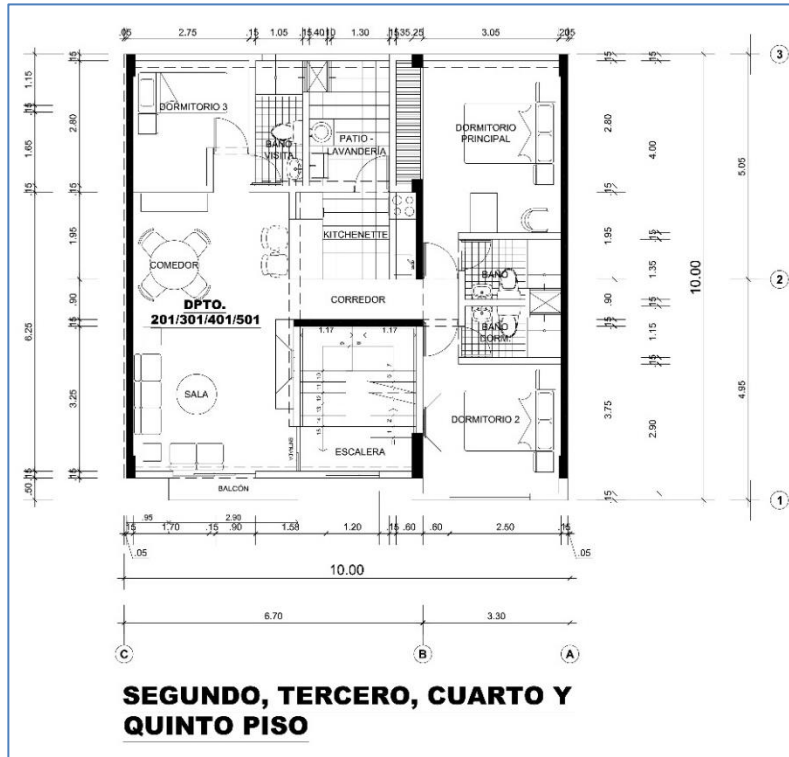 .05 2.75 .15 1.05 .15 .40 .10 1.30 .15 .35 .25 3.05 .20 .05
3
.15 1.15 .15 1.65 .15 6.25 .15 .50
.15 2.80 .15 1.95 .90 .15 3.25 .15
DORMITORIO 3
BAÑO
VISITA
PATIO -
LAVANDERÍA
DORMITORIO
PRINCIPAL
KITCHENETTE
COMEDOR
DPTO.
201/301/401/501
CORREDOR
BAÑO
BAÑO
DORM.
1.17 1.17
SALA
ESCALERA
DORMITORIO 2
BALCÓN
.15 2.80 .15 1.95 .90 .15 3.75 .15
.15 4.00 .15 1.35 .15 1.15 .15 2.90
10.00
5.05
2
4.95
1
.95 2.90
.15 1.70 .15 .90 1.58 1.20 .15 .60 .60 2.50 .15
.05 .05
10.00
6.70 3.30
C B A
SEGUNDO, TERCERO, CUARTO Y
QUINTO PISO